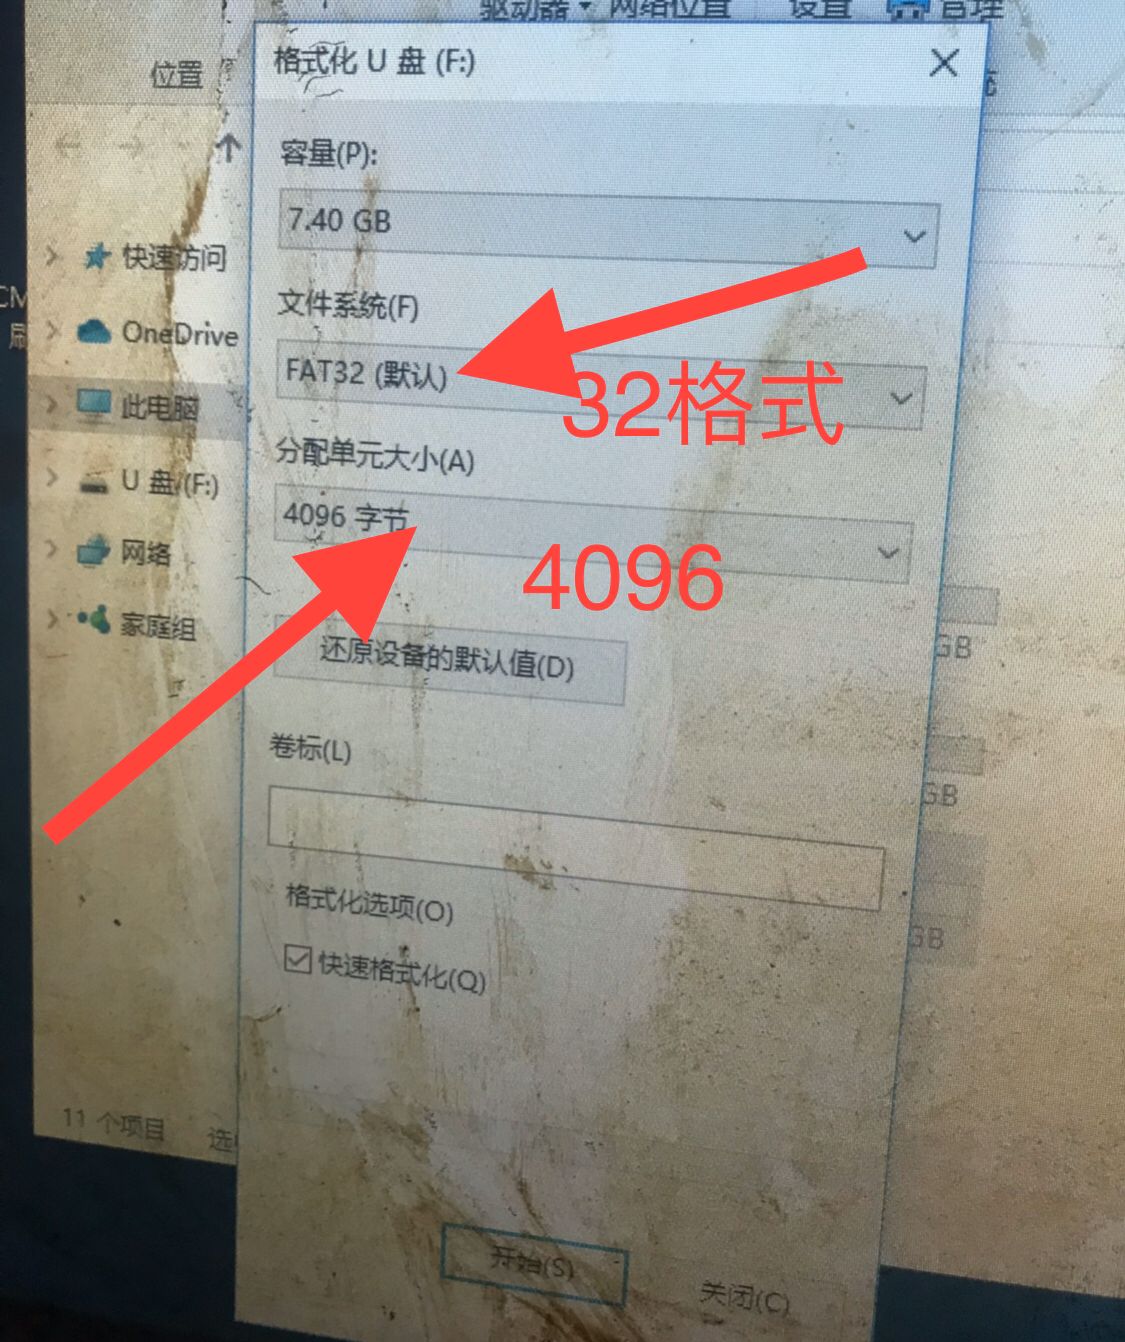 驱动器 网络位置 设置 管理
格式化 U 盘 (F:)
位置
容量(P):
7.40 GB
快速访问
文件系统(F)
OneDrive
FAT32 (默认)
32格式
此电脑
分配单元大小(A)
U 盘 (F:)
4096 字节
4096
网络
家庭组
还原设备的默认值(D)
GB
卷标(L)
GB
格式化选项(O)
GB
快速格式化(Q)
11 个项目
开始(S)
关闭(C)